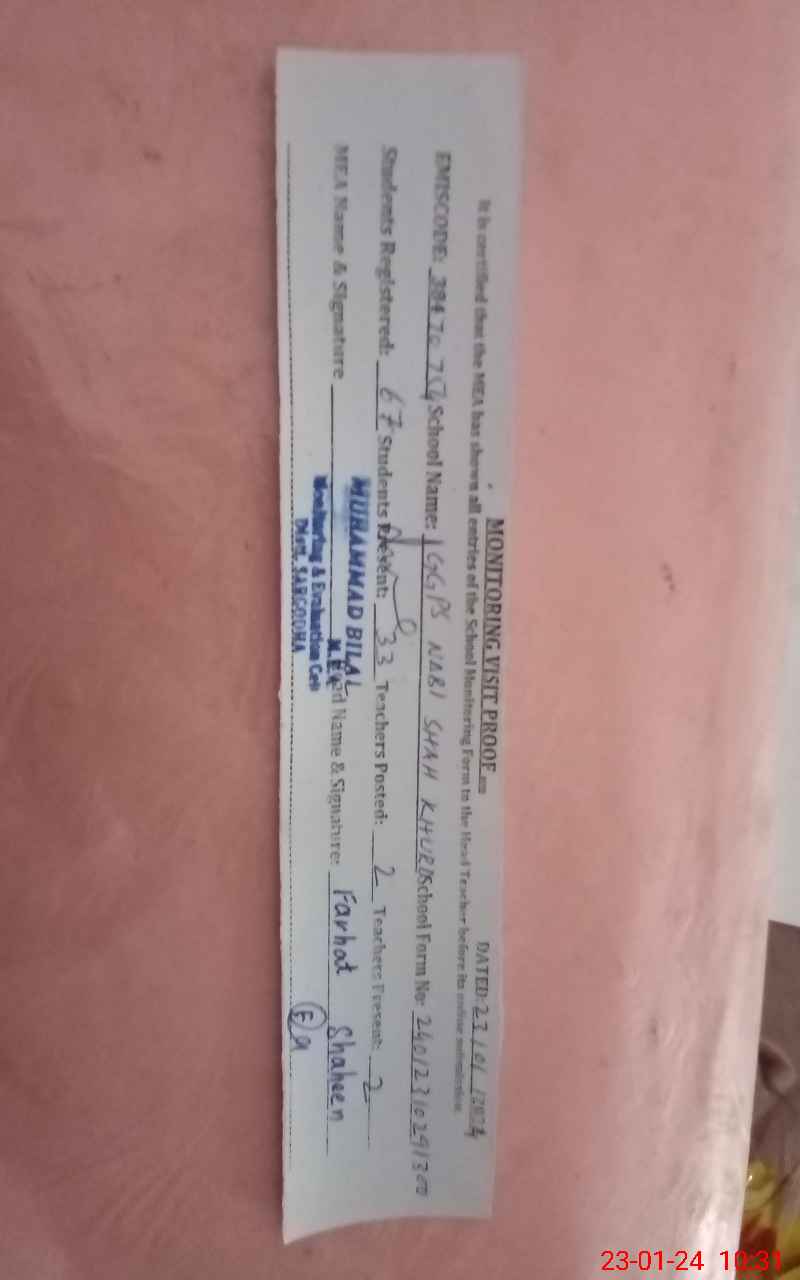 MONITORING VISIT PROOF
DATED: 23/01/2024
It is certified that the MEA has shown all entries of the School Monitoring Form to the Head Teacher before its online submission.
EMISCODE: School Name: GGPS NABI SHAH KHURD School Form No:
Students Registered: 67 Students Present: 33 Teachers Posted: 2 Teachers Present: 2
MEA Name & Signature Name & Signature: Farhat Shaheen
MUHAMMAD BILAL
M.E.A
Monitoring & Evaluation Cell
Distt. SARGODHA
23-01-24 10:31